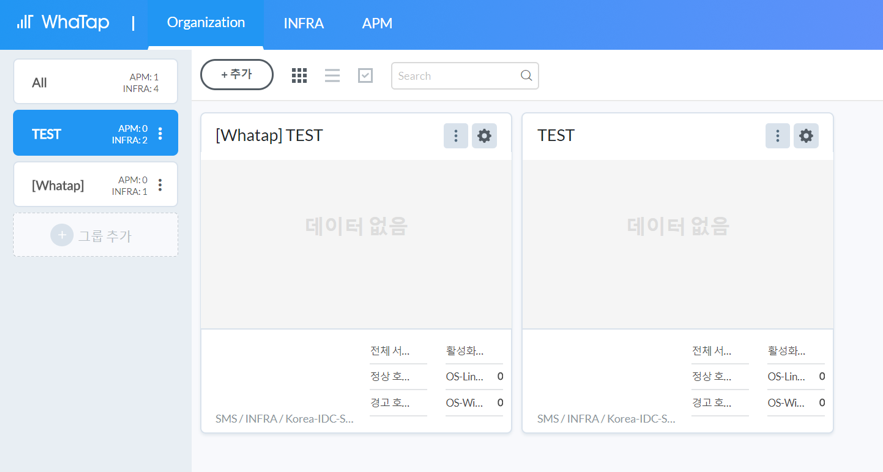 WhaTap | Organization INFRA APM
All APM: 1
INFRA: 4
TEST APM: 0
INFRA: 2
[Whatap] APM: 0
INFRA: 1
+ 그룹 추가
+ 추가 Search
[Whatap] TEST
데이터 없음
전체 서... 활성화...
정상 호... OS-Lin... 0
경고 호... OS-Wi... 0
SMS / INFRA / Korea-IDC-S...
TEST
데이터 없음
전체 서... 활성화...
정상 호... OS-Lin... 0
경고 호... OS-Wi... 0
SMS / INFRA / Korea-IDC-S...